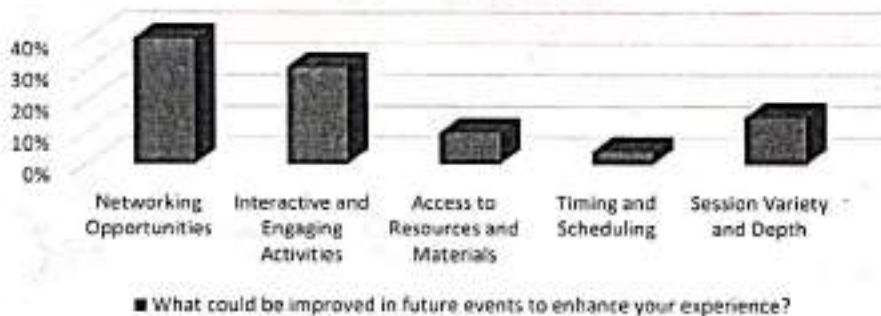 40%
30%
20%
10%
0%
Networking
Opportunities
Interactive and
Engaging
Activities
Access to
Resources and
Materials
Timing and
Scheduling
Session Variety
and Depth
What could be improved in future events to enhance your experience?